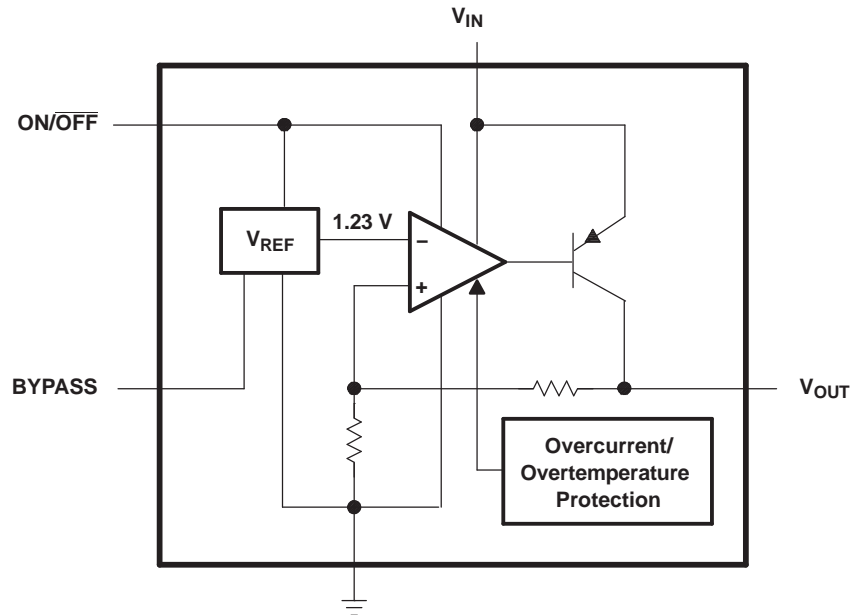 VIN
ON/OFF
1.23 V
VREF
−
+
BYPASS
VOUT
Overcurrent/
Overtemperature
Protection